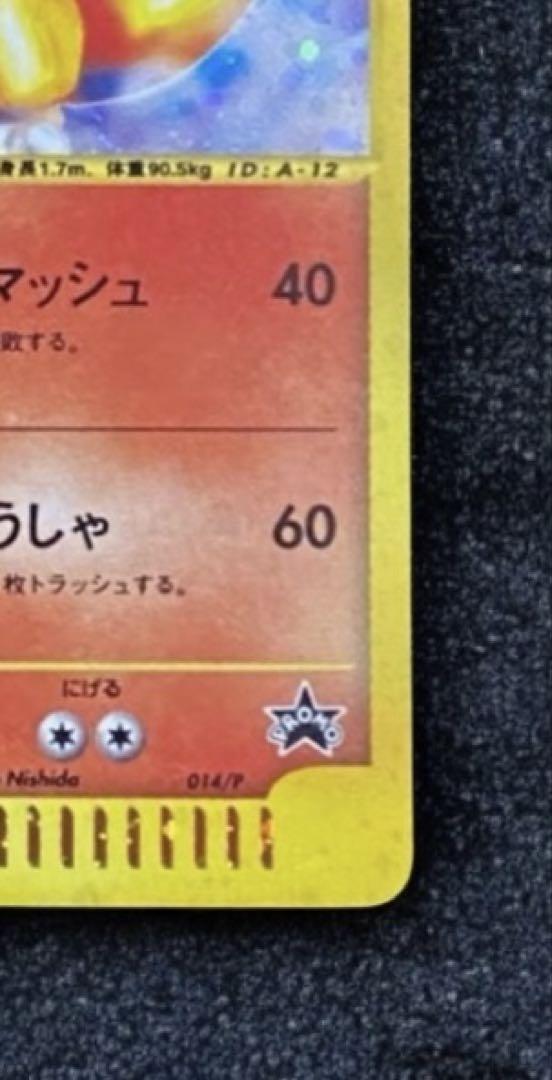 身長1.7m. 体重90.5kg ID:A-12
マッシュ 40
敗する。
うしゃ 60
枚トラッシュする。
にげる
PROMO
Nishida 014/P